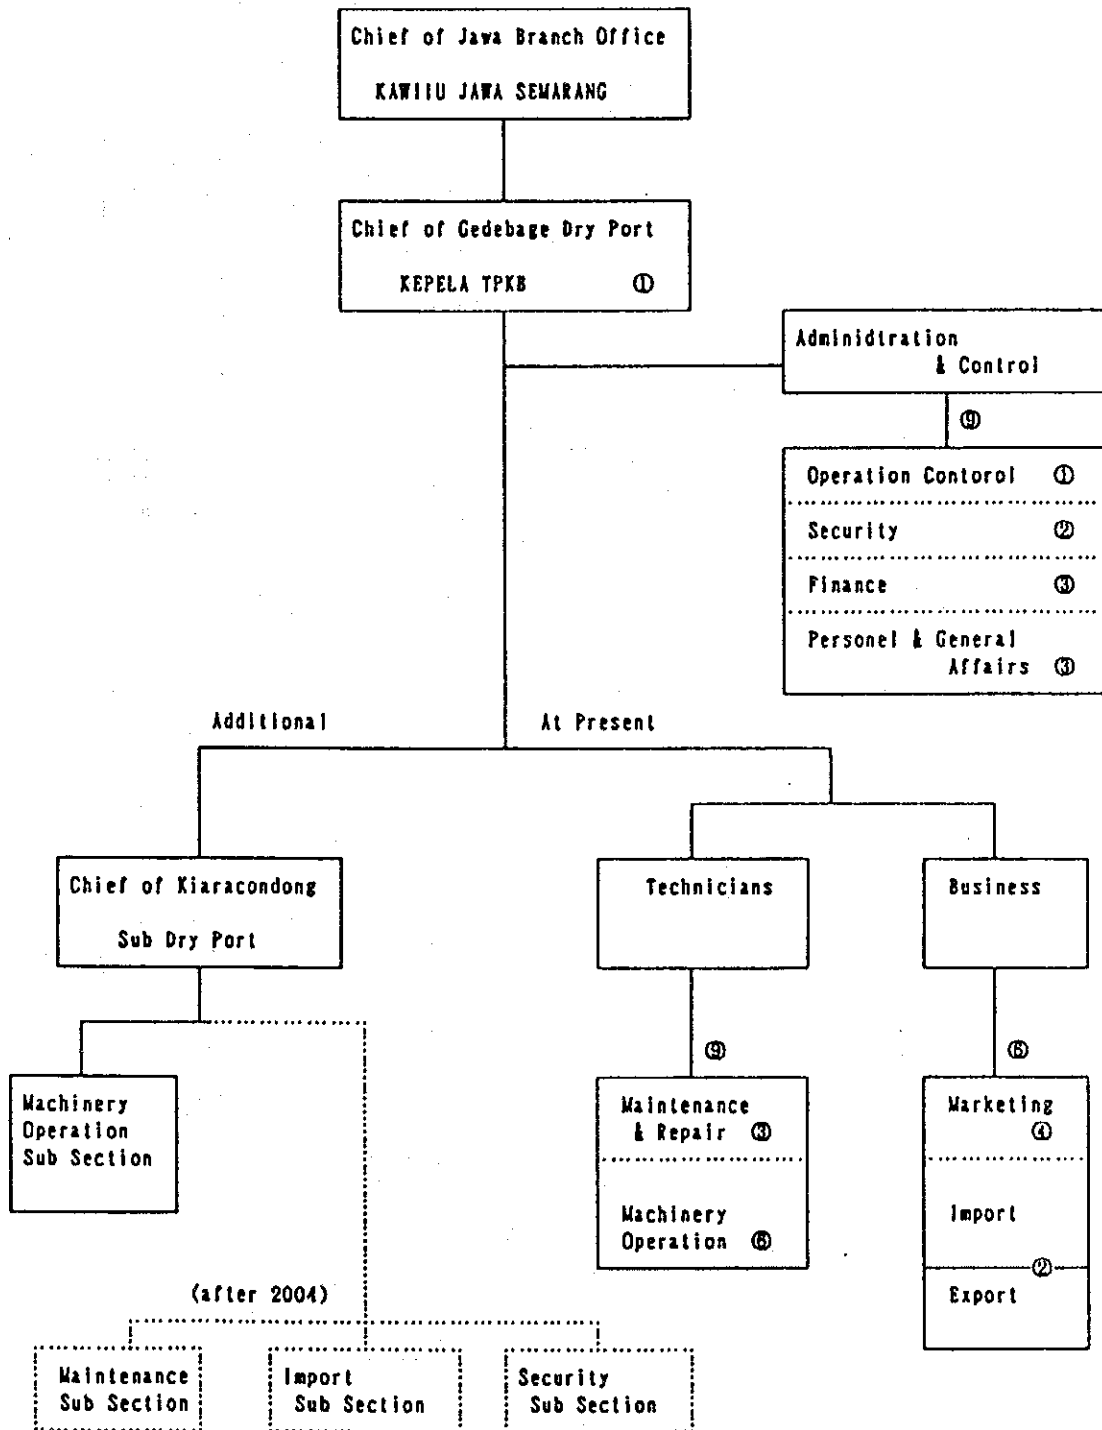 Chief of Jawa Branch Office
KAWIIU JAWA SEMARANG
Chief of Gedebage Dry Port
KEPELA TPKB ①
Adminidtration
& Control
⑨
Operation Contorol ①
Security ②
Finance ③
Personel & General
Affairs ③
Additional
At Present
Chief of Kiaracondong
Sub Dry Port
Technicians
Business
⑨
⑥
Machinery
Operation
Sub Section
Maintenance
& Repair ③
Machinery
Operation ⑥
Marketing
④
Import
②
Export
(after 2004)
Maintenance
Sub Section
Import
Sub Section
Security
Sub Section